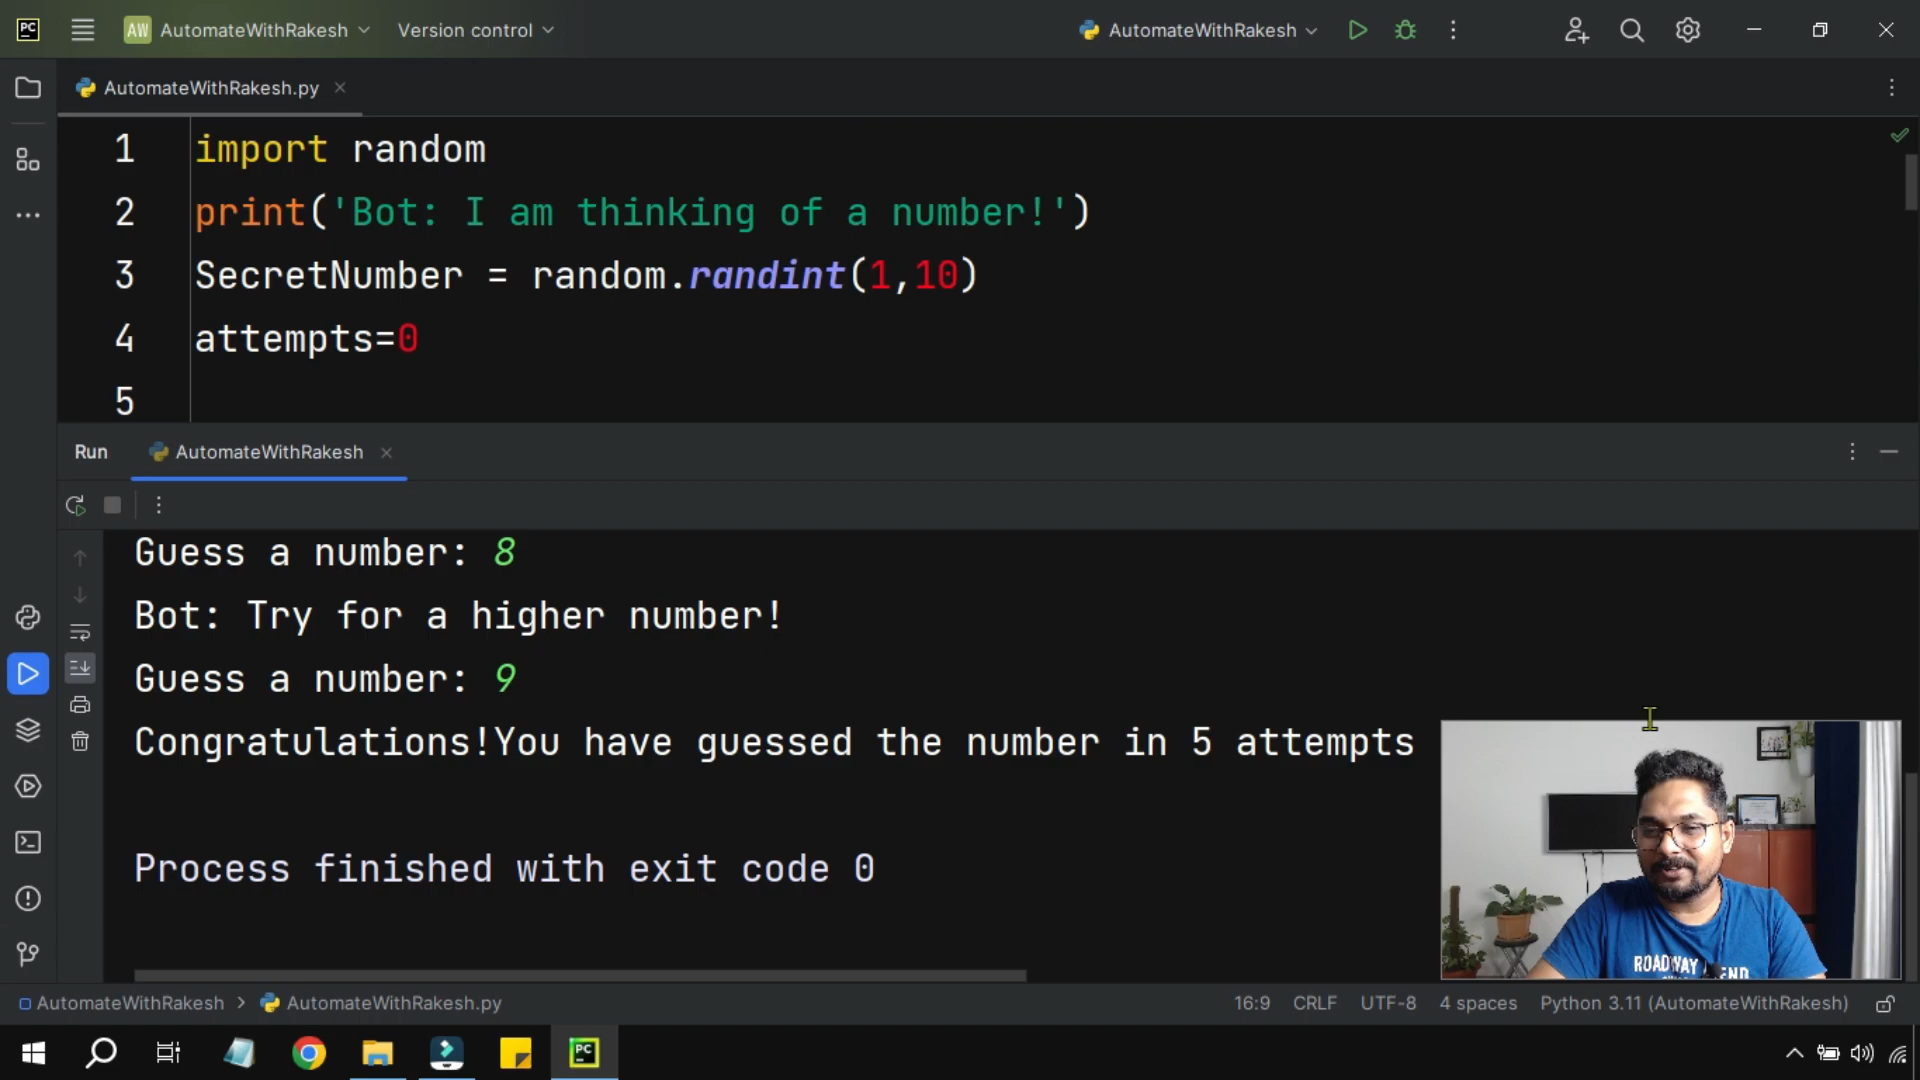 PC AW AutomateWithRakesh Version control AutomateWithRakesh
AutomateWithRakesh.py
1 import random
2 print('Bot: I am thinking of a number!')
3 SecretNumber = random.randint(1,10)
4 attempts=0
5
Run AutomateWithRakesh
Guess a number: 8
Bot: Try for a higher number!
Guess a number: 9
Congratulations!You have guessed the number in 5 attempts
Process finished with exit code 0
ROADWAY
AutomateWithRakesh > AutomateWithRakesh.py 16:9 CRLF UTF-8 4 spaces Python 3.11 (AutomateWithRakesh)
PC